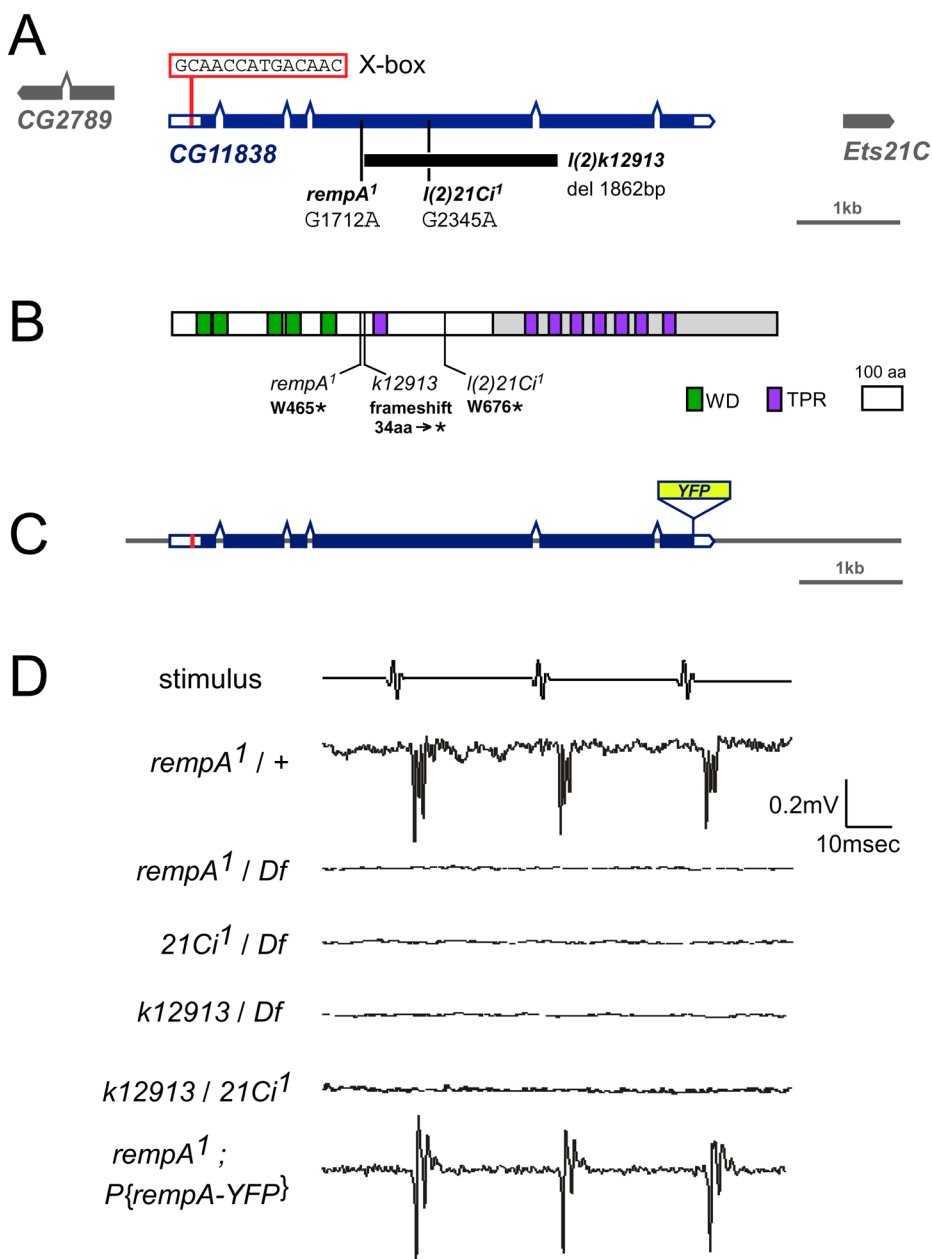 A
GCAACCATGACAAC X-box
CG2789
CG11838
Ets21C
l(2)k12913
del 1862bp
rempA¹
G1712A
l(2)21Ci¹
G2345A
1kb
B
rempA¹
W465*
k12913
frameshift
34aa→*
l(2)21Ci¹
W676*
WD
TPR
100 aa
C
YFP
1kb
D
stimulus
rempA¹ / +
0.2mV
10msec
rempA¹ / Df
21Ci¹ / Df
k12913 / Df
k12913 / 21Ci¹
rempA¹ ;
P{rempA-YFP}